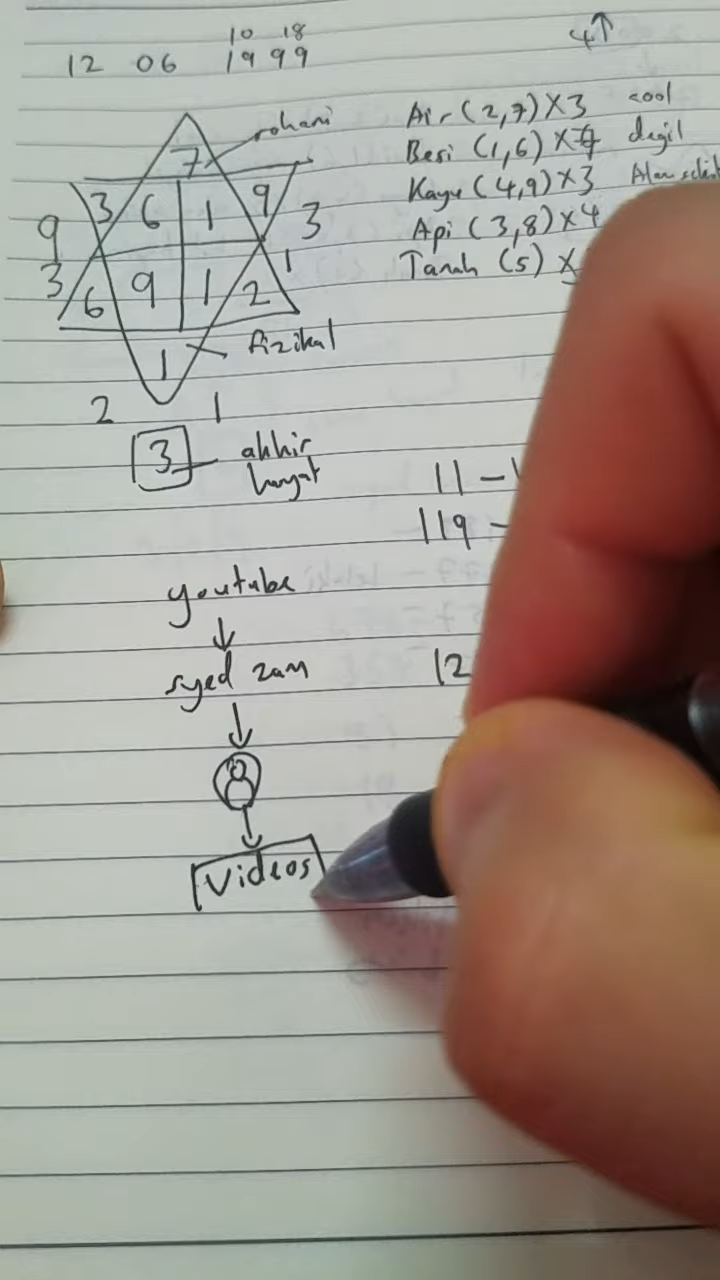 10 18
12 06 1999
4↑
rohani
7
3 6 1 9
9 3
3 6 9 1 2 1
1 fizikal
2 1
3 akhir
hayat
Air (2,7) X3 cool
Besi (1,6) X4 degil
Kayu (4,9) X3
Api (3,8) X4
Tanah (5) X
11 –
119 –
12
youtube
↓
syed zam
↓
↓
Videos